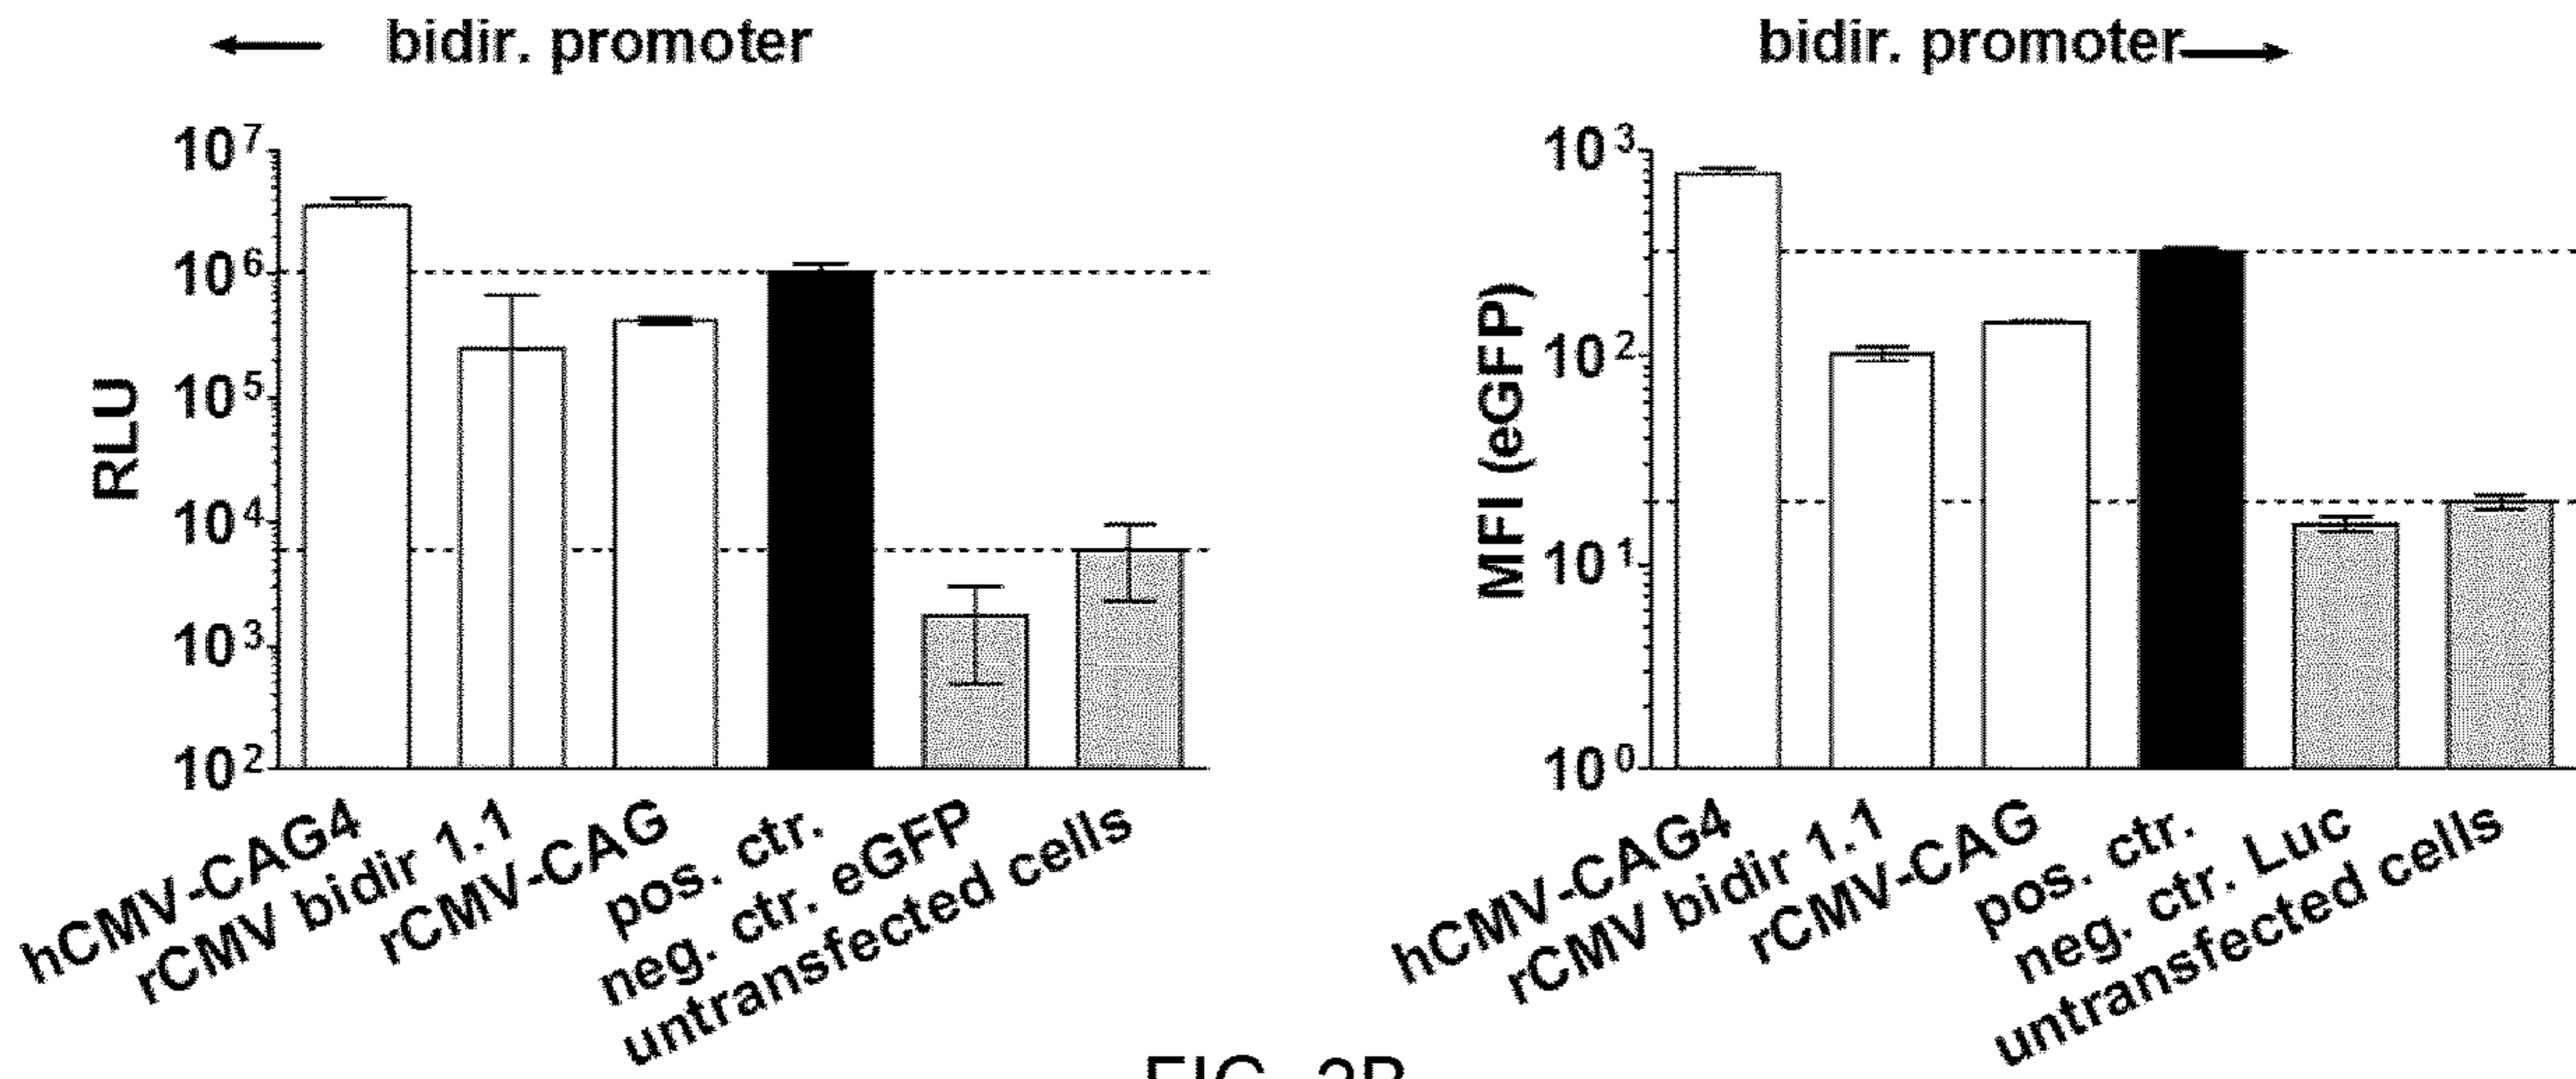 bidir. promoter
RLU
10^7
10^6
10^5
10^4
10^3
10^2
hCMV-CAG4
rCMV bidir 1.1
rCMV-CAG
pos. ctr.
neg. ctr. eGFP
untransfected cells
bidir. promoter
MFI (eGFP)
10^3
10^2
10^1
10^0
hCMV-CAG4
rCMV bidir 1.1
rCMV-CAG
pos. ctr.
neg. ctr. Luc
untransfected cells